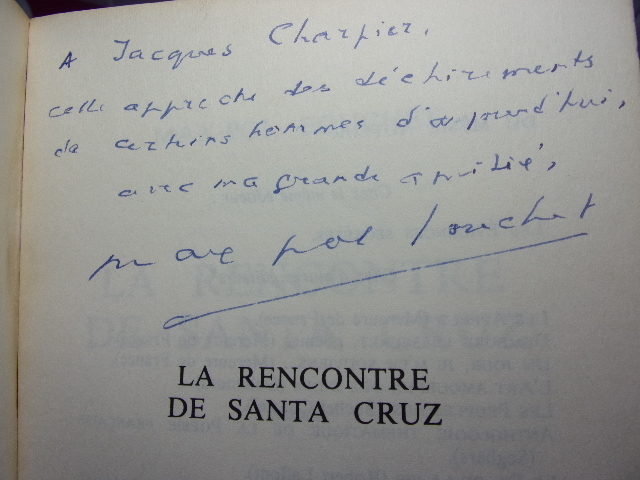 A Jacques Charpier,
cette approche des déchirements
de certains hommes d'aujourd'hui,
avec ma grande amitié,
max pol fouchet
LA RENCONTRE
DE SANTA CRUZ